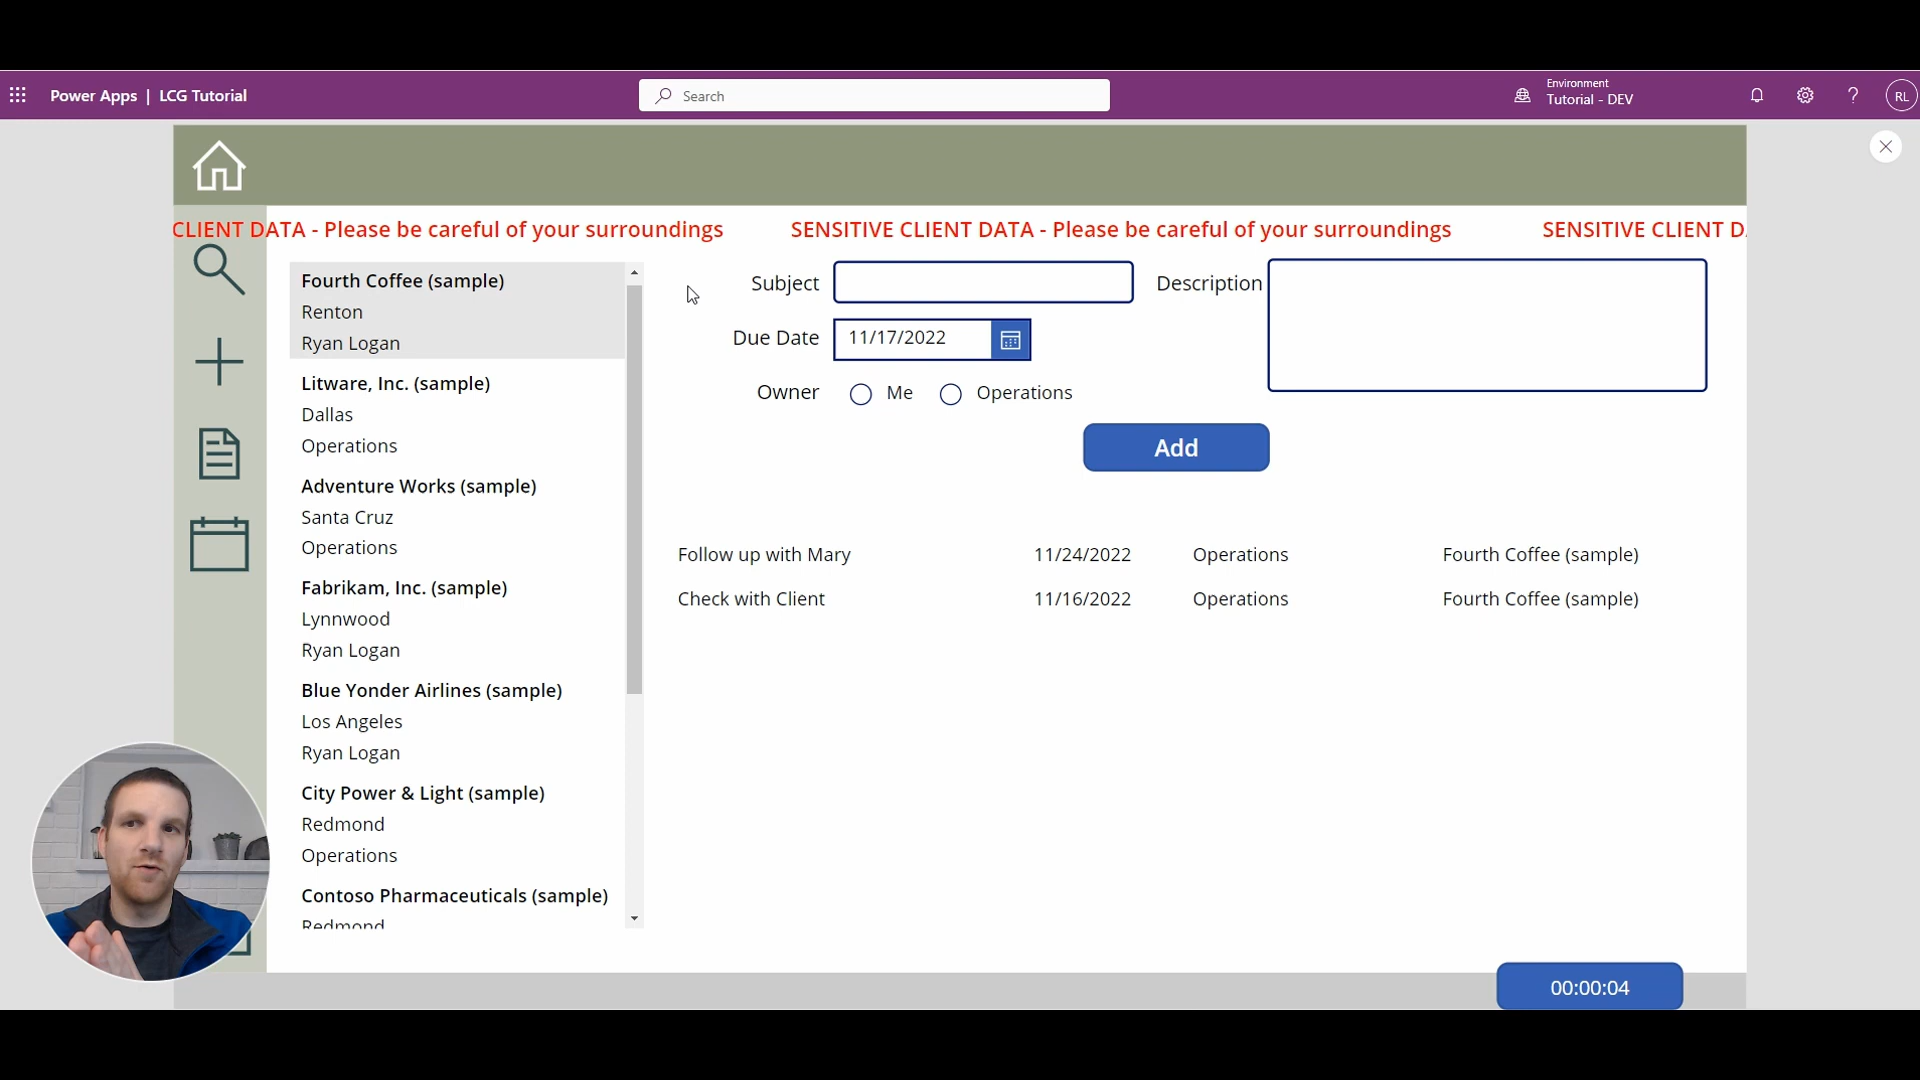 Power Apps | LCG Tutorial
Search
Environment
Tutorial - DEV
?
RL
CLIENT DATA - Please be careful of your surroundings
SENSITIVE CLIENT DATA - Please be careful of your surroundings
SENSITIVE CLIENT D
Fourth Coffee (sample)
Renton
Ryan Logan
Litware, Inc. (sample)
Dallas
Operations
Adventure Works (sample)
Santa Cruz
Operations
Fabrikam, Inc. (sample)
Lynnwood
Ryan Logan
Blue Yonder Airlines (sample)
Los Angeles
Ryan Logan
City Power & Light (sample)
Redmond
Operations
Contoso Pharmaceuticals (sample)
Redmond
Subject
Description
Due Date
11/17/2022
Owner
Me
Operations
Add
Follow up with Mary 11/24/2022 Operations Fourth Coffee (sample)
Check with Client 11/16/2022 Operations Fourth Coffee (sample)
00:00:04